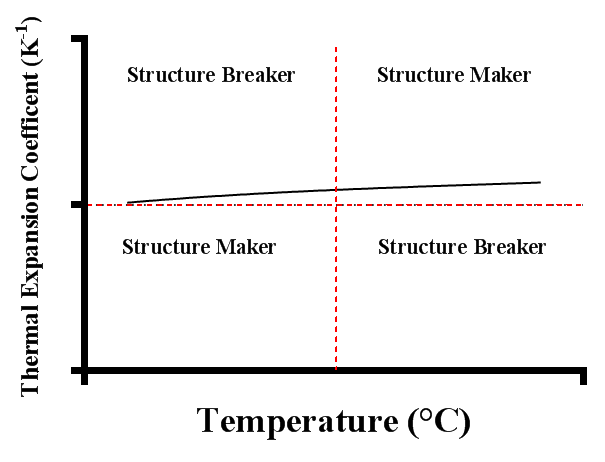 Thermal Expansion Coefficent (K-1)
Structure Breaker
Structure Maker
Structure Maker
Structure Breaker
Temperature (°C)